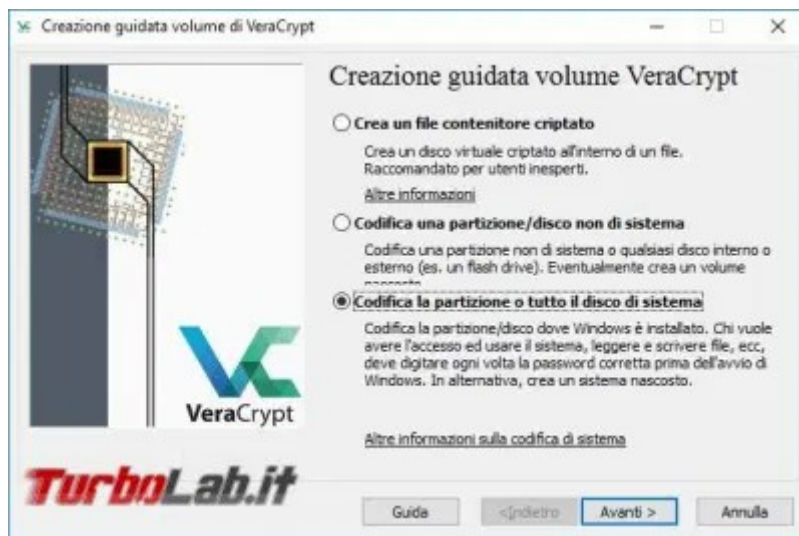 Creazione guidata volume di VeraCrypt
Creazione guidata volume VeraCrypt
Crea un file contenitore criptato
Crea un disco virtuale criptato all'interno di un file.
Raccomandato per utenti inesperti.
Altre informazioni
Codifica una partizione/disco non di sistema
Codifica una partizione non di sistema o qualsiasi disco interno o
esterno (es. un flash drive). Eventualmente crea un volume
nascosto.
Codifica la partizione o tutto il disco di sistema
Codifica la partizione/disco dove Windows è installato. Chi vuole
avere l'accesso ed usare il sistema, leggere e scrivere file, ecc,
deve digitare ogni volta la password corretta prima dell'avvio di
Windows. In alternativa, crea un sistema nascosto.
Altre informazioni sulla codifica di sistema
VeraCrypt
TurboLab.it
Guida
<Indietro
Avanti >
Annulla